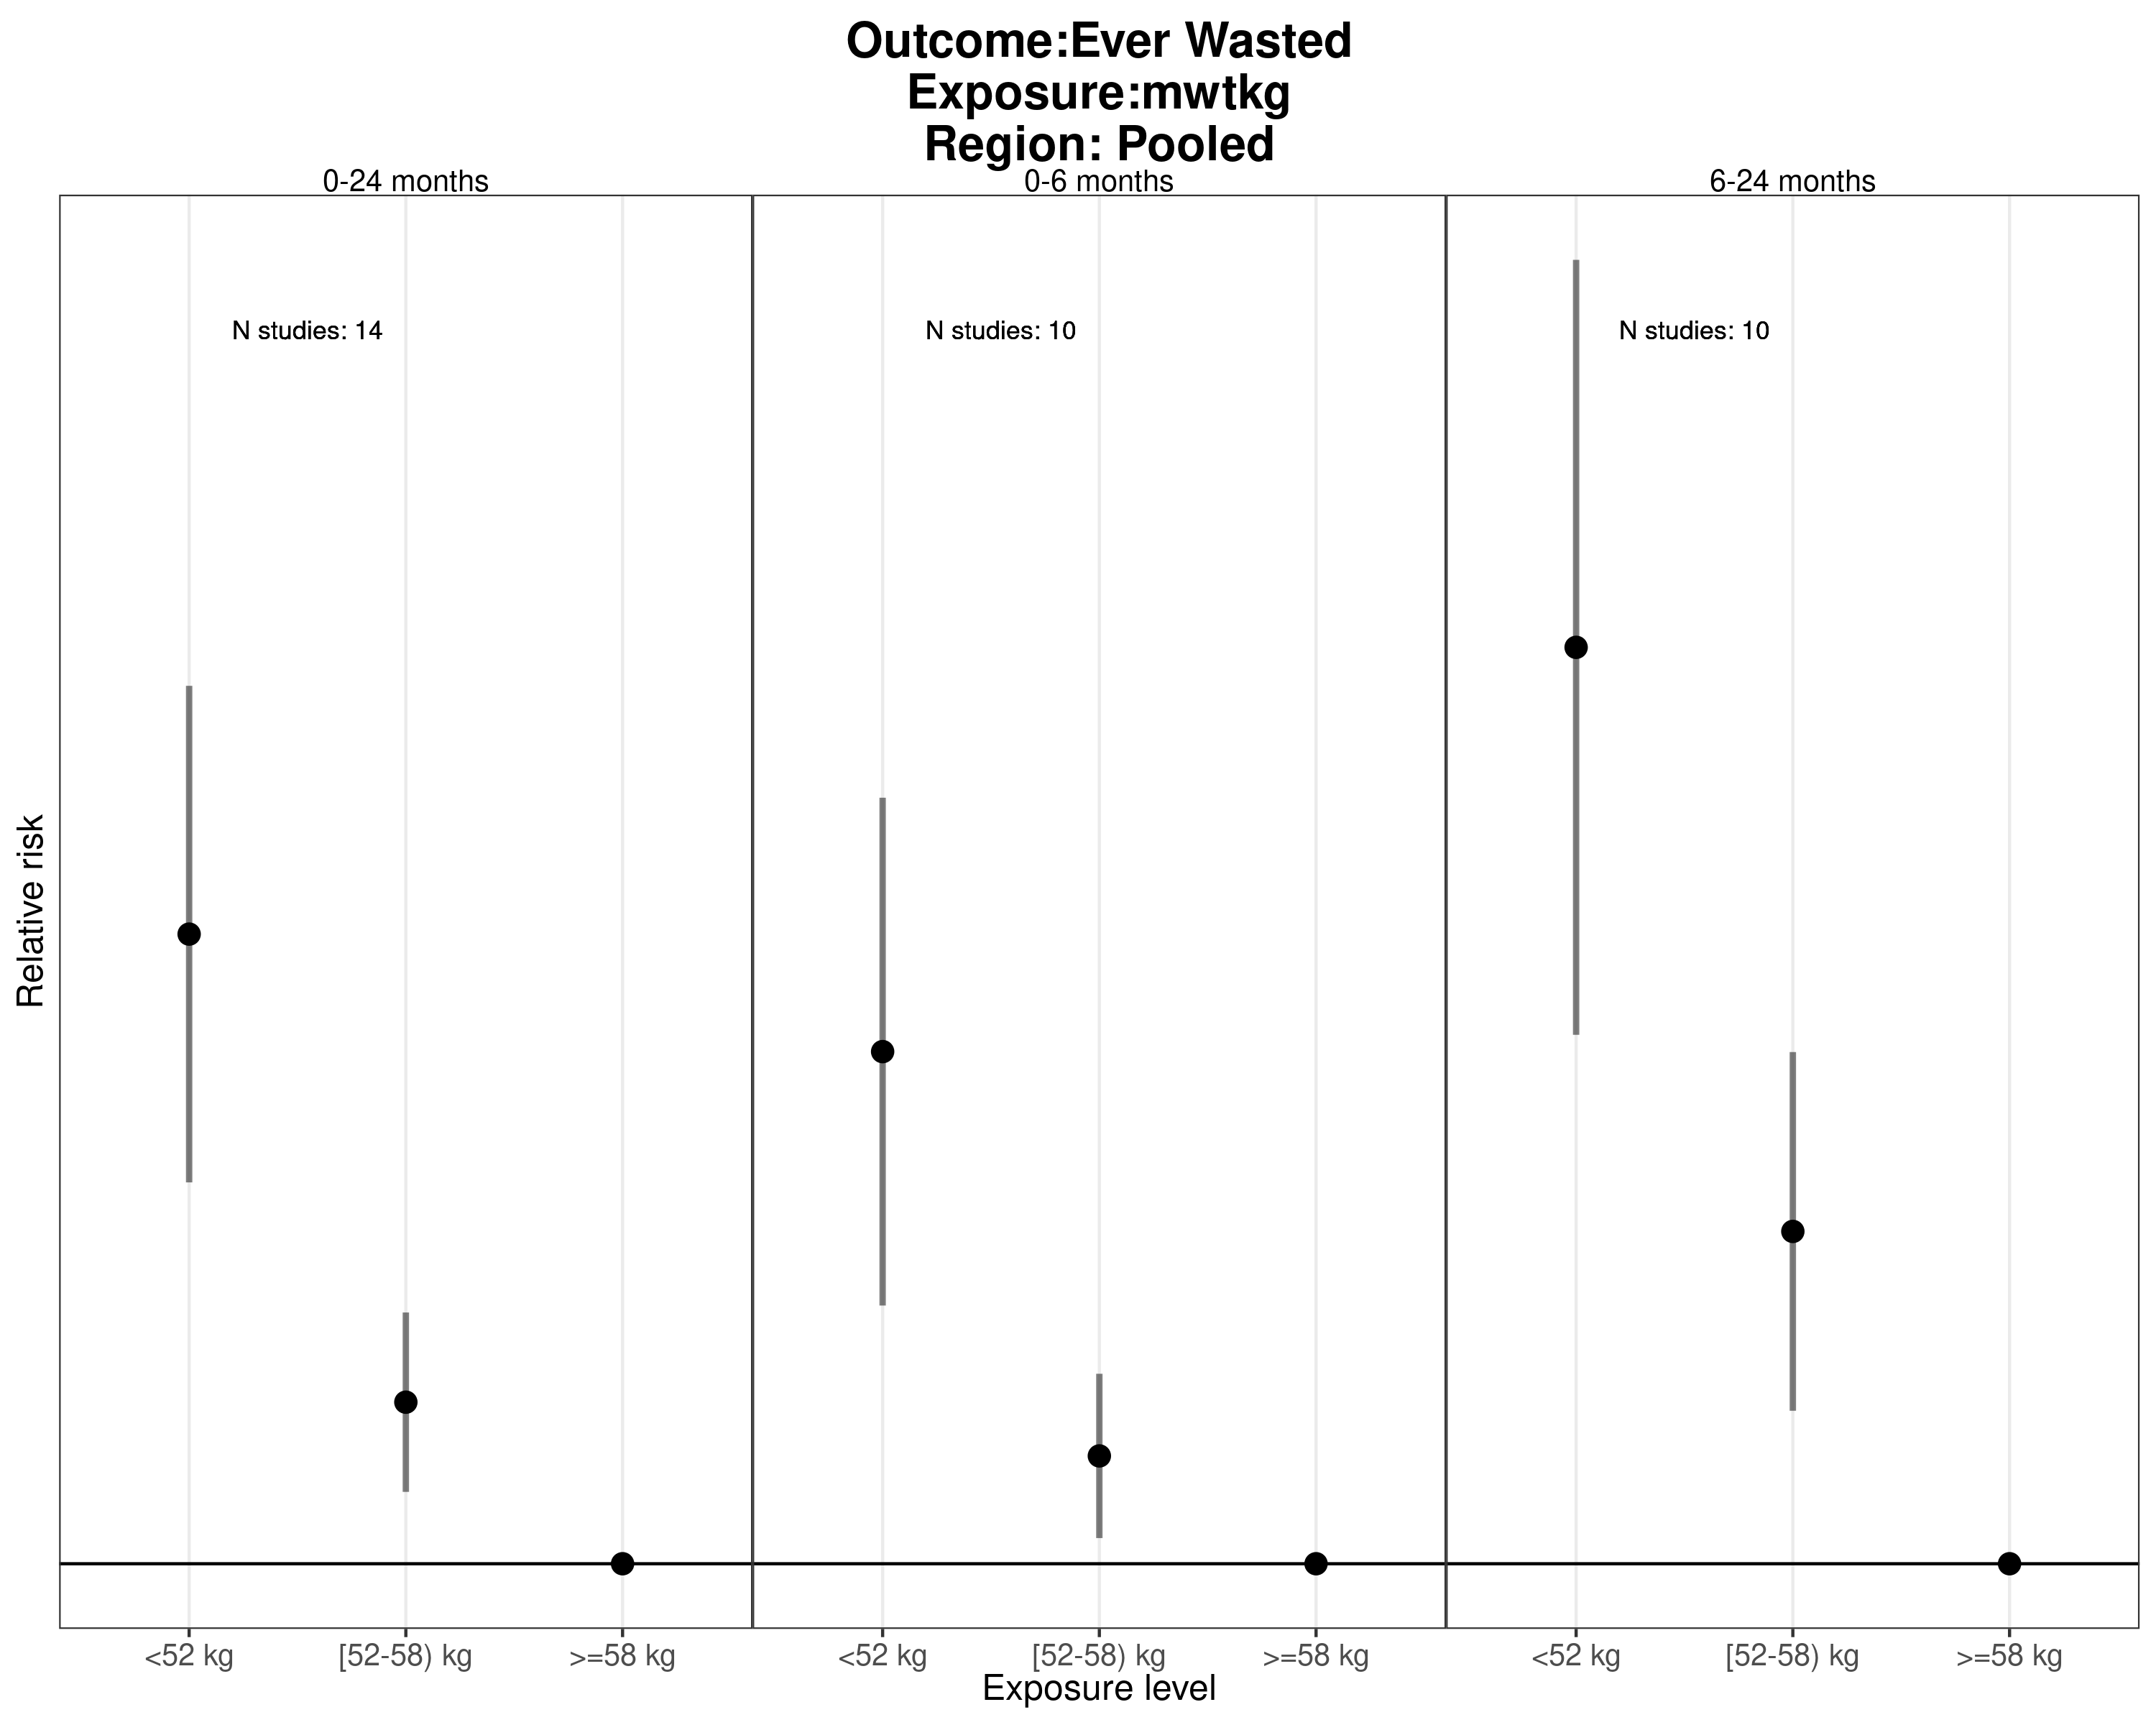 Outcome:Ever Wasted
Exposure:mwtkg
Region: Pooled
0-24 months
0-6 months
6-24 months
N studies: 14
N studies: 10
N studies: 10
Relative risk
<52 kg
[52-58) kg
>=58 kg
<52 kg
[52-58) kg
>=58 kg
<52 kg
[52-58) kg
>=58 kg
Exposure level